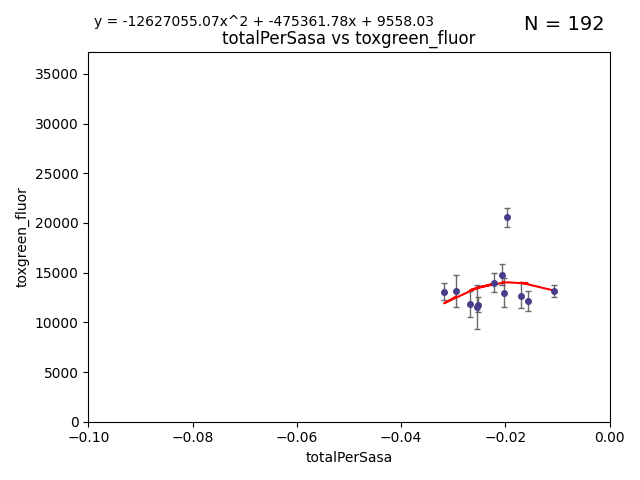 y = -12627055.07x^2 + -475361.78x + 9558.03
N = 192
totalPerSasa vs toxgreen_fluor
toxgreen_fluor
35000
30000
25000
20000
15000
10000
5000
0
−0.10
−0.08
−0.06
−0.04
−0.02
0.00
totalPerSasa